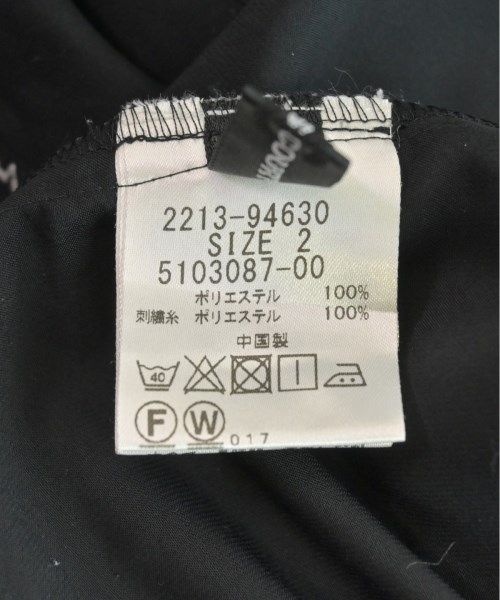 S COURT
2213-94630
SIZE 2
5103087-00
ポリエステル 100%
刺繍糸 ポリエステル 100%
中国製
40
F W 017